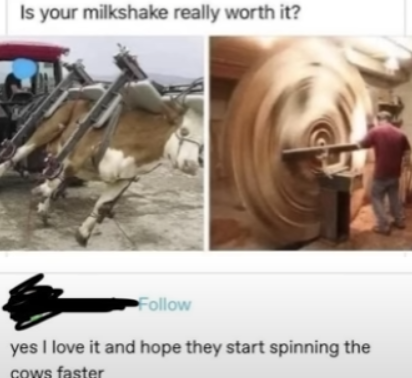 Is your milkshake really worth it?
Follow
yes I love it and hope they start spinning the
cows faster